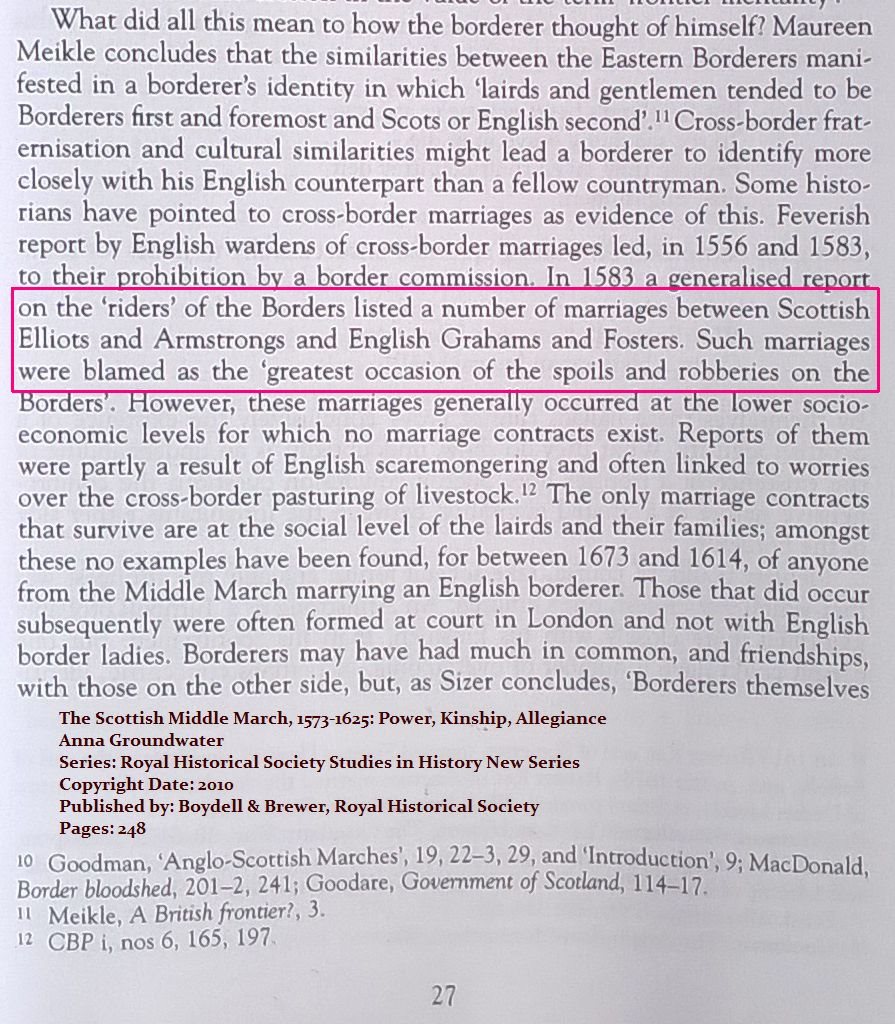 What did all this mean to how the borderer thought of himself? Maureen
Meikle concludes that the similarities between the Eastern Borderers mani-
fested in a borderer's identity in which 'lairds and gentlemen tended to be
Borderers first and foremost and Scots or English second'.11 Cross-border frat-
ernisation and cultural similarities might lead a borderer to identify more
closely with his English counterpart than a fellow countryman. Some histo-
rians have pointed to cross-border marriages as evidence of this. Feverish
report by English wardens of cross-border marriages led, in 1556 and 1583,
to their prohibition by a border commission. In 1583 a generalised report
on the 'riders' of the Borders listed a number of marriages between Scottish
Elliots and Armstrongs and English Grahams and Fosters. Such marriages
were blamed as the 'greatest occasion of the spoils and robberies on the
Borders'. However, these marriages generally occurred at the lower socio-
economic levels for which no marriage contracts exist. Reports of them
were partly a result of English scaremongering and often linked to worries
over the cross-border pasturing of livestock.12 The only marriage contracts
that survive are at the social level of the lairds and their families; amongst
these no examples have been found, for between 1673 and 1614, of anyone
from the Middle March marrying an English borderer. Those that did occur
subsequently were often formed at court in London and not with English
border ladies. Borderers may have had much in common, and friendships,
with those on the other side, but, as Sizer concludes, 'Borderers themselves
The Scottish Middle March, 1573-1625: Power, Kinship, Allegiance
Anna Groundwater
Series: Royal Historical Society Studies in History New Series
Copyright Date: 2010
Published by: Boydell & Brewer, Royal Historical Society
Pages: 248
10 Goodman, 'Anglo-Scottish Marches', 19, 22–3, 29, and 'Introduction', 9; MacDonald,
Border bloodshed, 201–2, 241; Goodare, Government of Scotland, 114–17.
11 Meikle, A British frontier?, 3.
12 CBP i, nos 6, 165, 197.
27